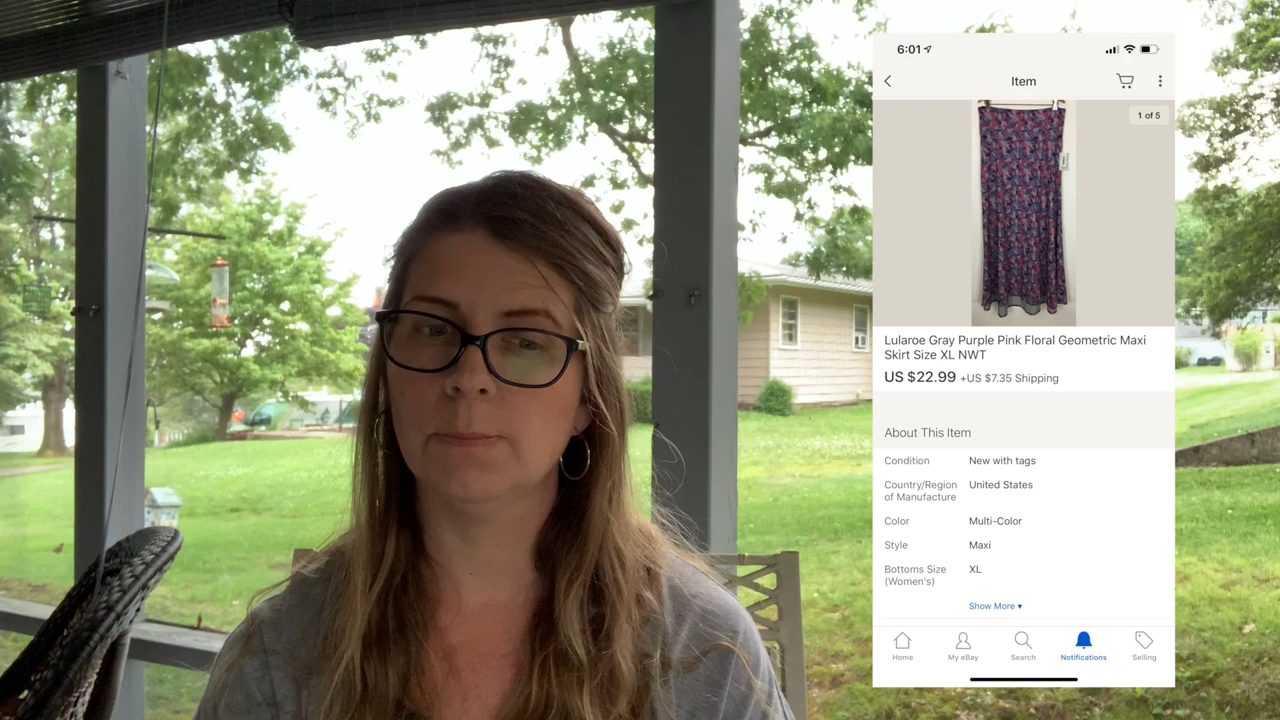 6:01
Item
1 of 5
Lularoe Gray Purple Pink Floral Geometric Maxi
Skirt Size XL NWT
US $22.99 +US $7.35 Shipping
About This Item
Condition New with tags
Country/Region United States
of Manufacture
Color Multi-Color
Style Maxi
Bottoms Size XL
(Women's)
Show More ▾
Home My eBay Search Notifications Selling